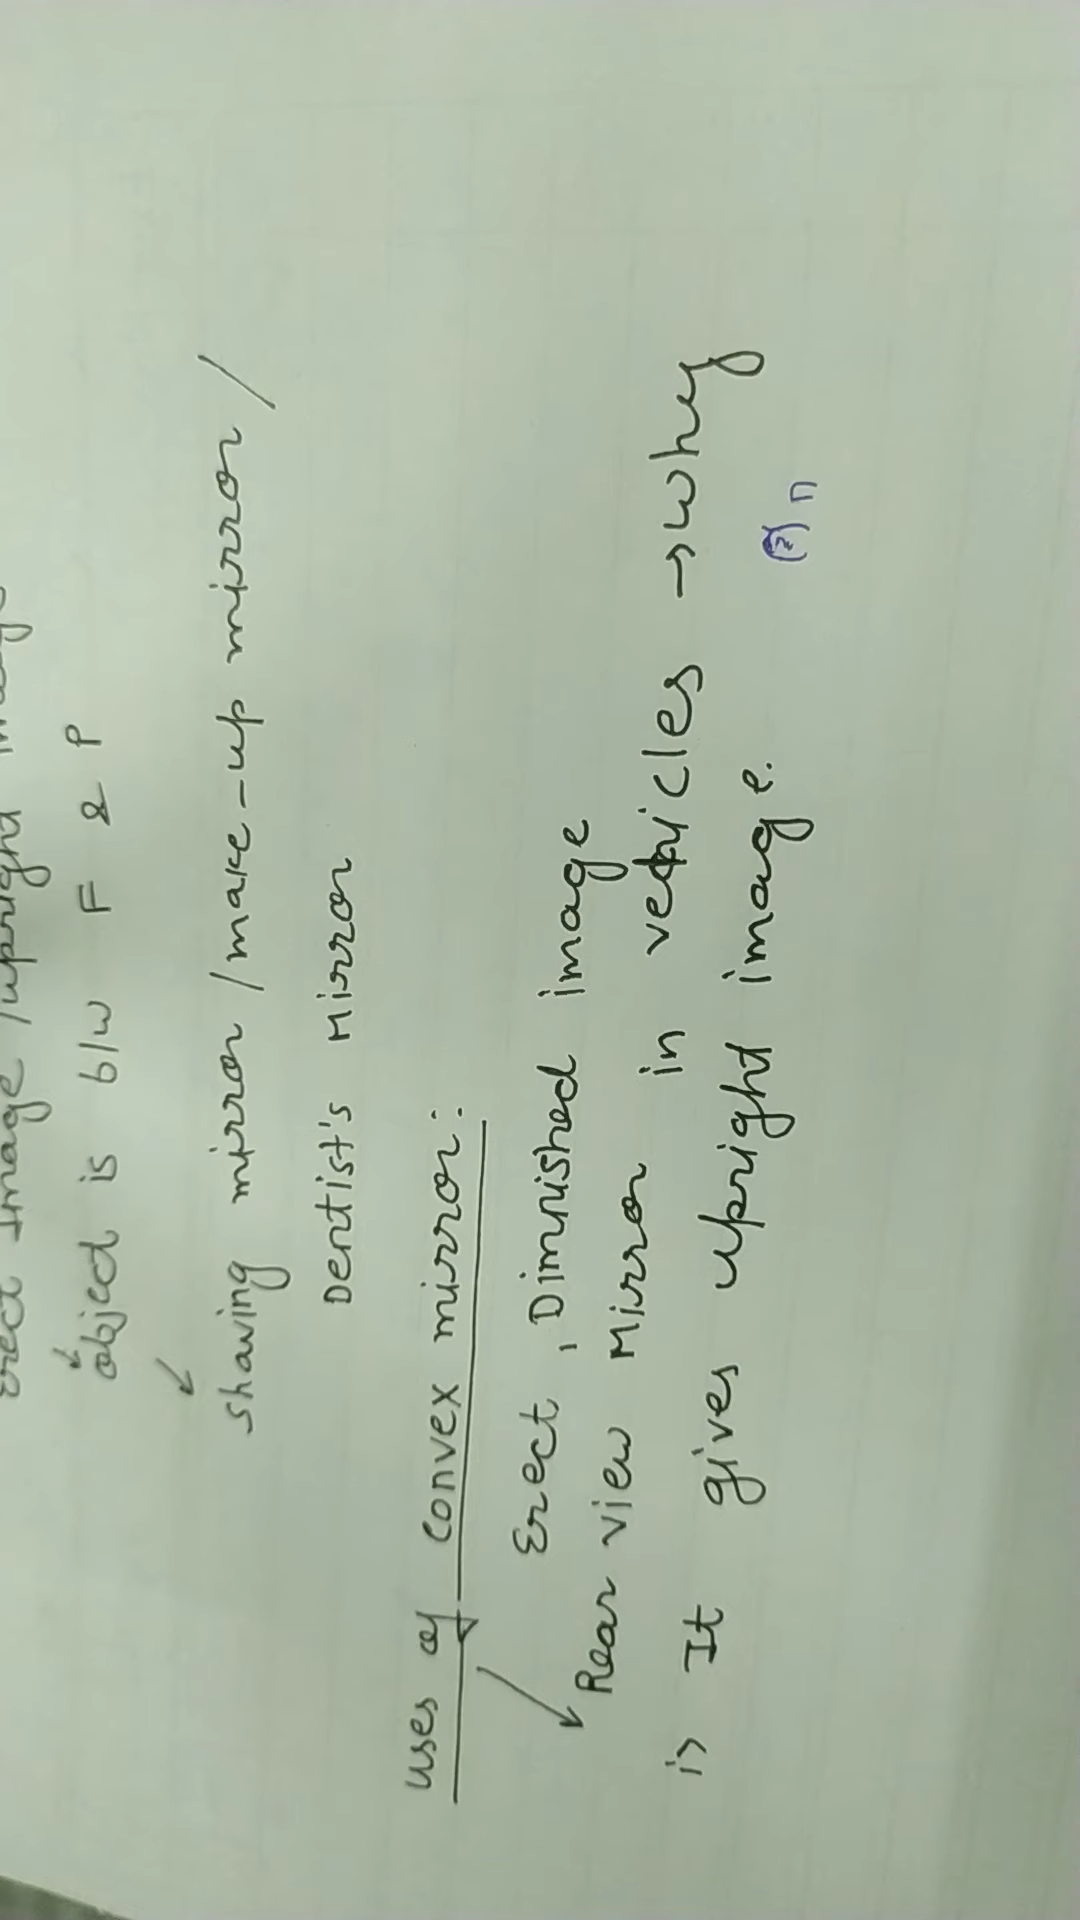 Erect Image / upright image
object is b/w F & P
shaving mirror / make-up mirror /
Dentist's Mirror
uses of convex mirror:
Erect, Dimnished image
Rear view Mirror in vehicles → why
i> It gives upright image.